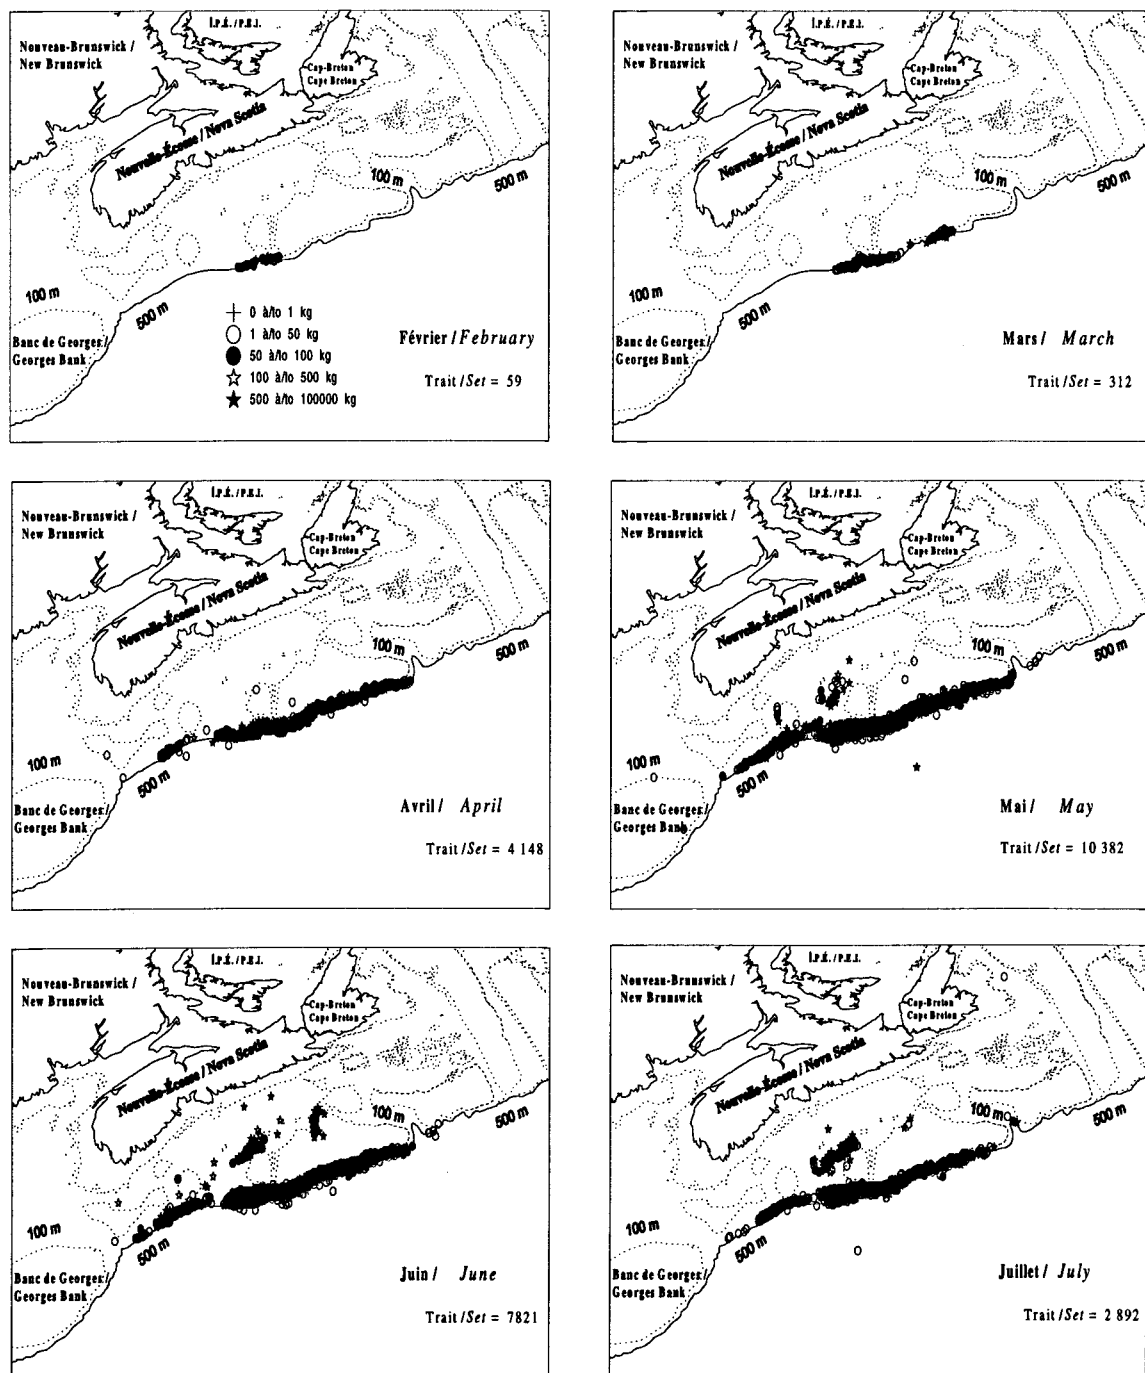 Nouveau-Brunswick /
New Brunswick
Î.P.É. / P.E.I.
Cap-Breton
Cape Breton
Nouvelle-Écosse / Nova Scotia
100 m
500 m
100 m
500 m
Banc de Georges /
Georges Bank
0 à/to 1 kg
1 à/to 50 kg
50 à/to 100 kg
100 à/to 500 kg
500 à/to 100000 kg
Février / February
Trait / Set = 59
Nouveau-Brunswick /
New Brunswick
Î.P.É. / P.E.I.
Cap-Breton
Cape Breton
Nouvelle-Écosse / Nova Scotia
100 m
500 m
100 m
500 m
Banc de Georges /
Georges Bank
Mars / March
Trait / Set = 312
Nouveau-Brunswick /
New Brunswick
Î.P.É. / P.E.I.
Cap-Breton
Cape Breton
Nouvelle-Écosse / Nova Scotia
100 m
500 m
100 m
500 m
Banc de Georges /
Georges Bank
Avril / April
Trait / Set = 4 148
Nouveau-Brunswick /
New Brunswick
Î.P.É. / P.E.I.
Cap-Breton
Cape Breton
Nouvelle-Écosse / Nova Scotia
100 m
500 m
100 m
500 m
Banc de Georges /
Georges Bank
Mai / May
Trait / Set = 10 382
Nouveau-Brunswick /
New Brunswick
Î.P.É. / P.E.I.
Cap-Breton
Cape Breton
Nouvelle-Écosse / Nova Scotia
100 m
500 m
100 m
500 m
Banc de Georges /
Georges Bank
Juin / June
Trait / Set = 7821
Nouveau-Brunswick /
New Brunswick
Î.P.É. / P.E.I.
Cap-Breton
Cape Breton
Nouvelle-Écosse / Nova Scotia
100 m
500 m
100 m
500 m
Banc de Georges /
Georges Bank
Juillet / July
Trait / Set = 2 892